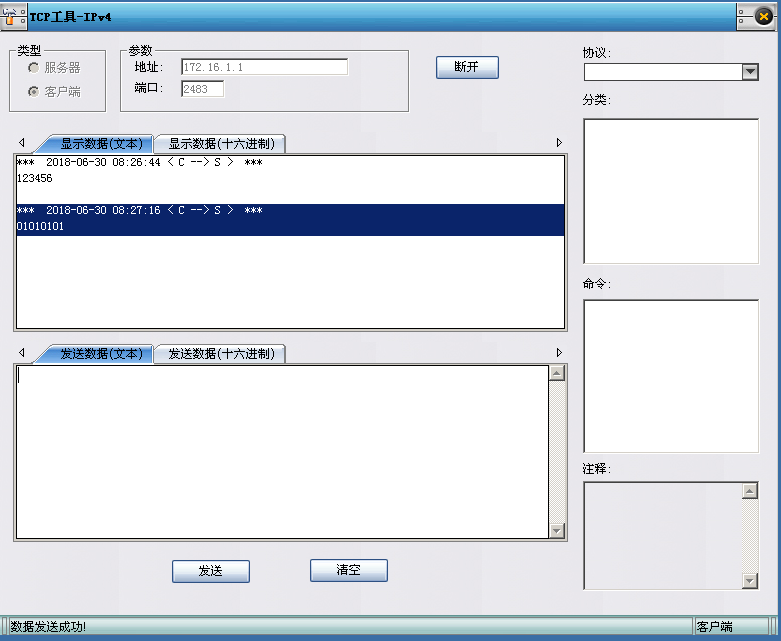 TCP工具-IPv4
类型
服务器
客户端
参数
地址:
172.16.1.1
端口:
2483
断开
协议:
分类:
显示数据(文本)
显示数据(十六进制)
*** 2018-06-30 08:26:44 < C --> S > ***
123456
*** 2018-06-30 08:27:16 < C --> S > ***
01010101
命令:
发送数据(文本)
发送数据(十六进制)
注释:
发送
清空
数据发送成功!
客户端